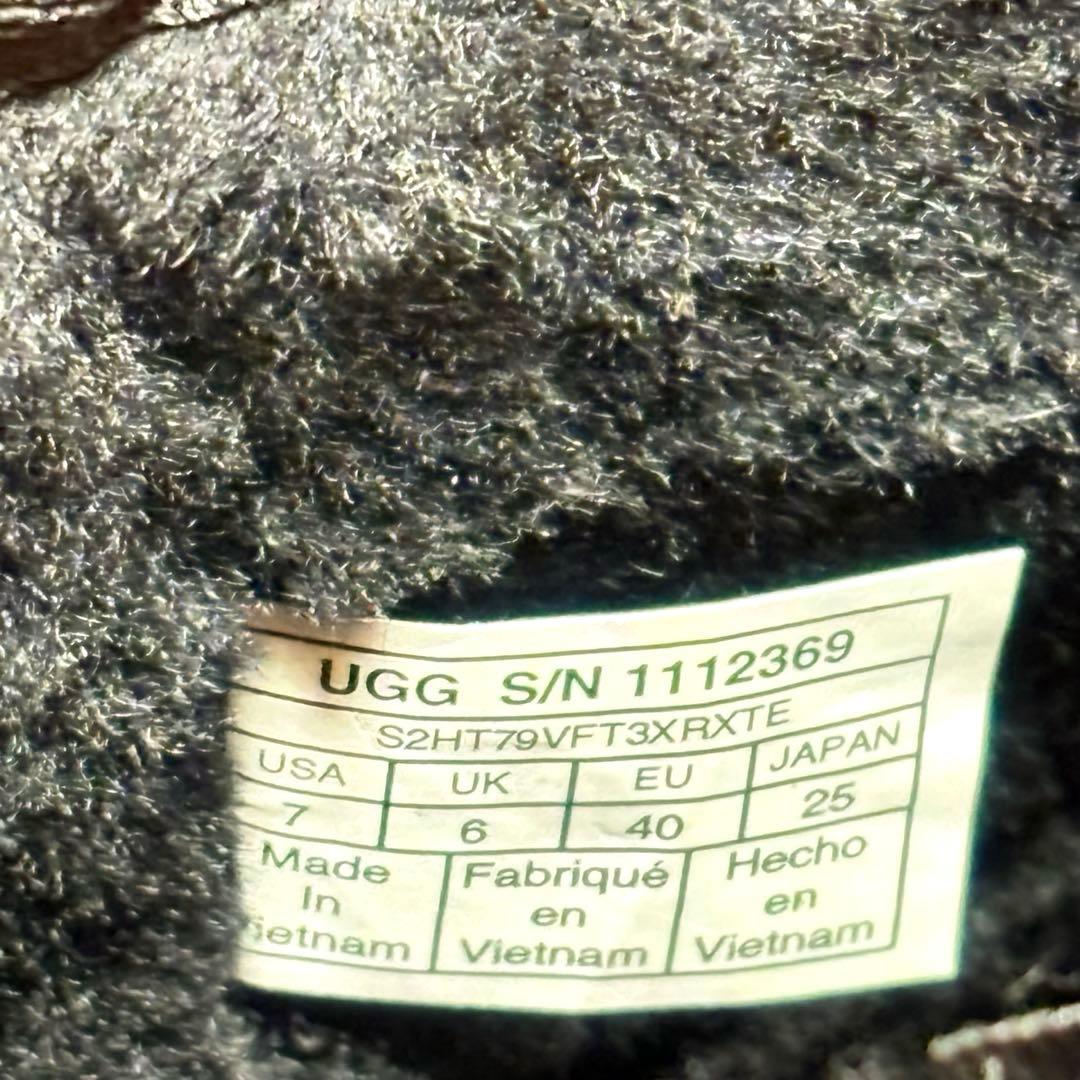 UGG S/N 1112369
S2HT79VFT3XRXTE
USA UK EU JAPAN
7 6 40 25
Made Fabriqué Hecho
In en en
ietnam Vietnam Vietnam